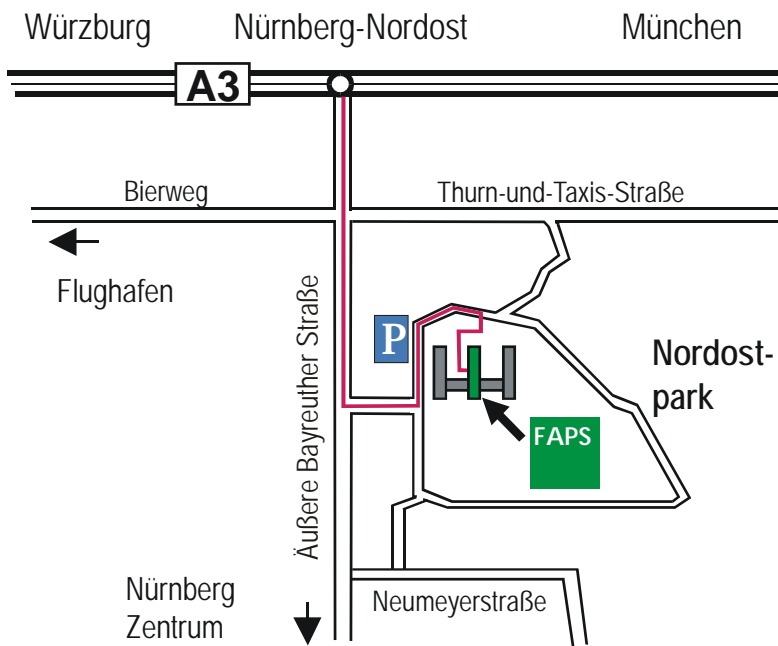 Würzburg
Nürnberg-Nordost
München
A3
Bierweg
Thurn-und-Taxis-Straße
Flughafen
Äußere Bayreuther Straße
P
Nordost-
park
FAPS
Nürnberg
Zentrum
Neumeyerstraße